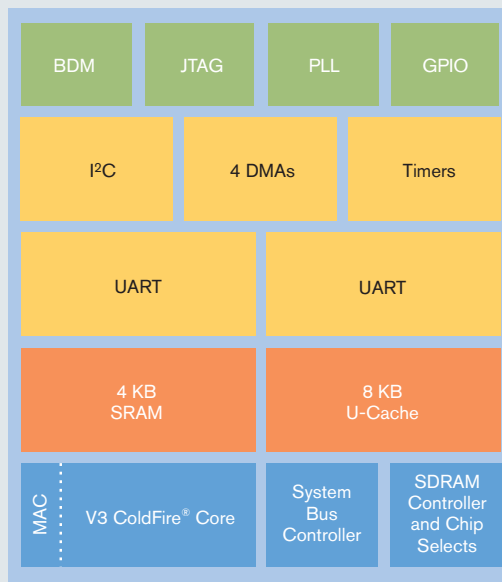 BDM
JTAG
PLL
GPIO
I²C
4 DMAs
Timers
UART
UART
4 KB
SRAM
8 KB
U-Cache
MAC
V3 ColdFire® Core
System
Bus
Controller
SDRAM
Controller
and Chip
Selects